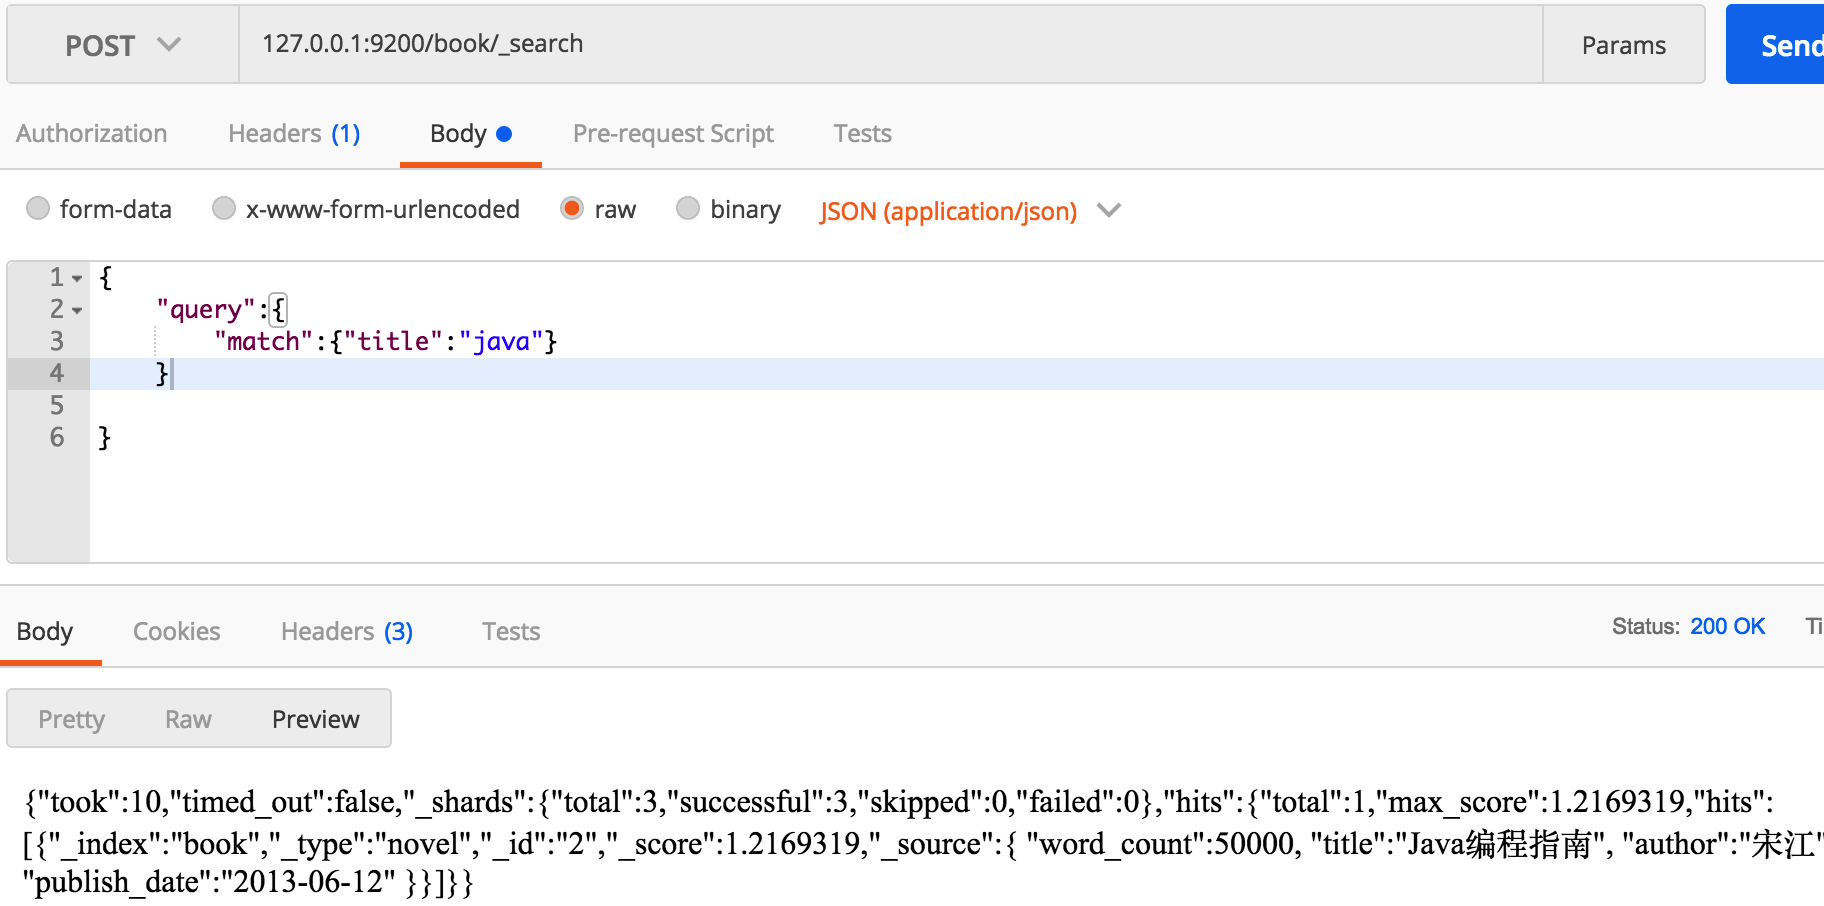 POST 127.0.0.1:9200/book/_search Params Send
Authorization Headers (1) Body Pre-request Script Tests
form-data x-www-form-urlencoded raw binary JSON (application/json)
1 {
2 "query":{
3 "match":{"title":"java"}
4 }
5
6 }
Body Cookies Headers (3) Tests Status: 200 OK Ti
Pretty Raw Preview
{"took":10,"timed_out":false,"_shards":{"total":3,"successful":3,"skipped":0,"failed":0},"hits":{"total":1,"max_score":1.2169319,"hits":
[{"_index":"book","_type":"novel","_id":"2","_score":1.2169319,"_source":{ "word_count":50000, "title":"Java编程指南", "author":"宋江"
"publish_date":"2013-06-12" }}]}}